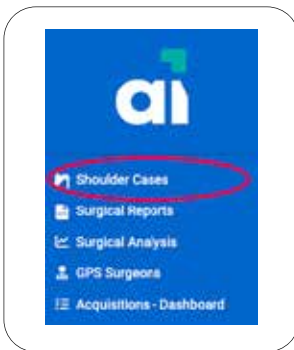 ai
Shoulder Cases
Surgical Reports
Surgical Analysis
GPS Surgeons
Acquisitions - Dashboard